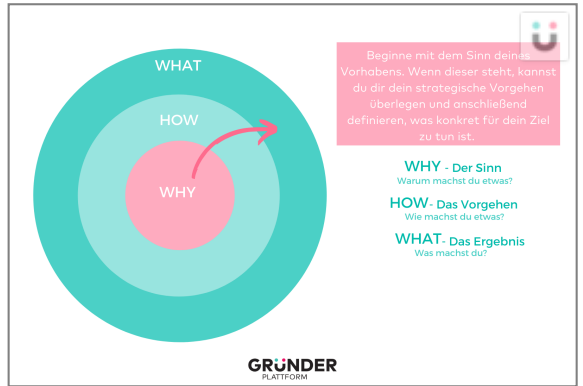 WHAT
HOW
WHY
Beginne mit dem Sinn deines
Vorhabens. Wenn dieser steht, kannst
du dir dein strategische Vorgehen
überlegen und anschließend
definieren, was konkret für dein Ziel
zu tun ist.
WHY - Der Sinn
Warum machst du etwas?
HOW- Das Vorgehen
Wie machst du etwas?
WHAT- Das Ergebnis
Was machst du?
GRÜNDER
PLATTFORM